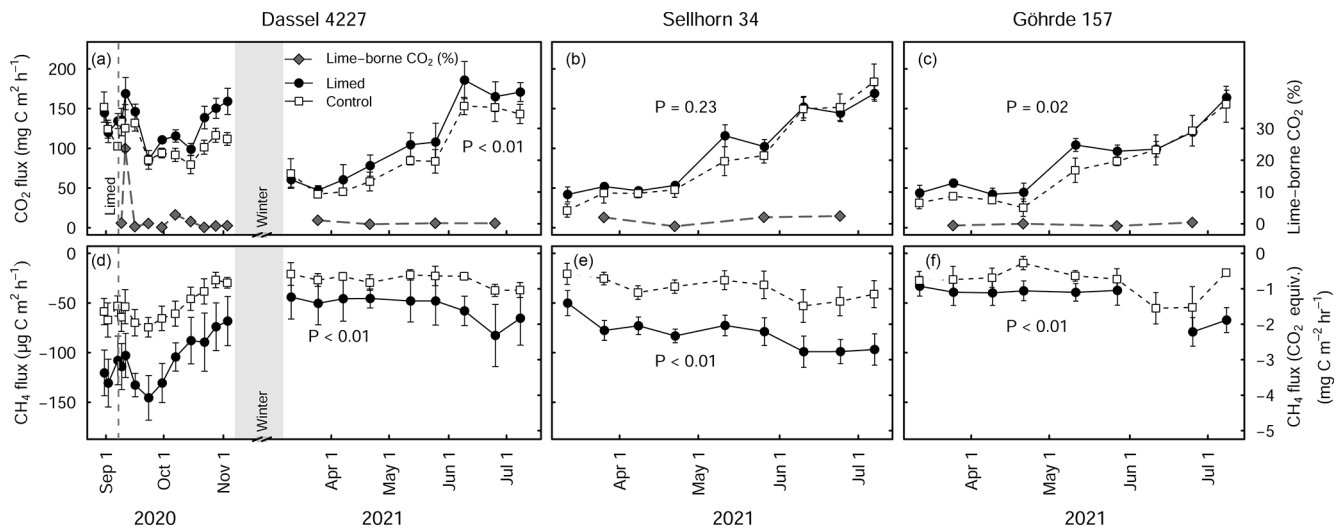 Dassel 4227
Sellhorn 34
Göhrde 157
(a)
Lime−borne CO₂ (%)
Limed
Control
P < 0.01
Limed
Winter
(b)
P = 0.23
(c)
P = 0.02
CO₂ flux (mg C m² h⁻¹)
200
150
100
50
0
Lime−borne CO₂ (%)
30
20
10
0
(d)
P < 0.01
Winter
(e)
P < 0.01
(f)
P < 0.01
CH₄ flux (µg C m² h⁻¹)
0
−50
−100
−150
0
−1
−2
−3
−4
−5
CH₄ flux (CO₂ equiv.)
(mg C m⁻² hr⁻¹)
Sep 1
Oct 1
Nov 1
Apr 1
May 1
Jun 1
Jul 1
Apr 1
May 1
Jun 1
Jul 1
Apr 1
May 1
Jun 1
Jul 1
2020
2021
2021
2021